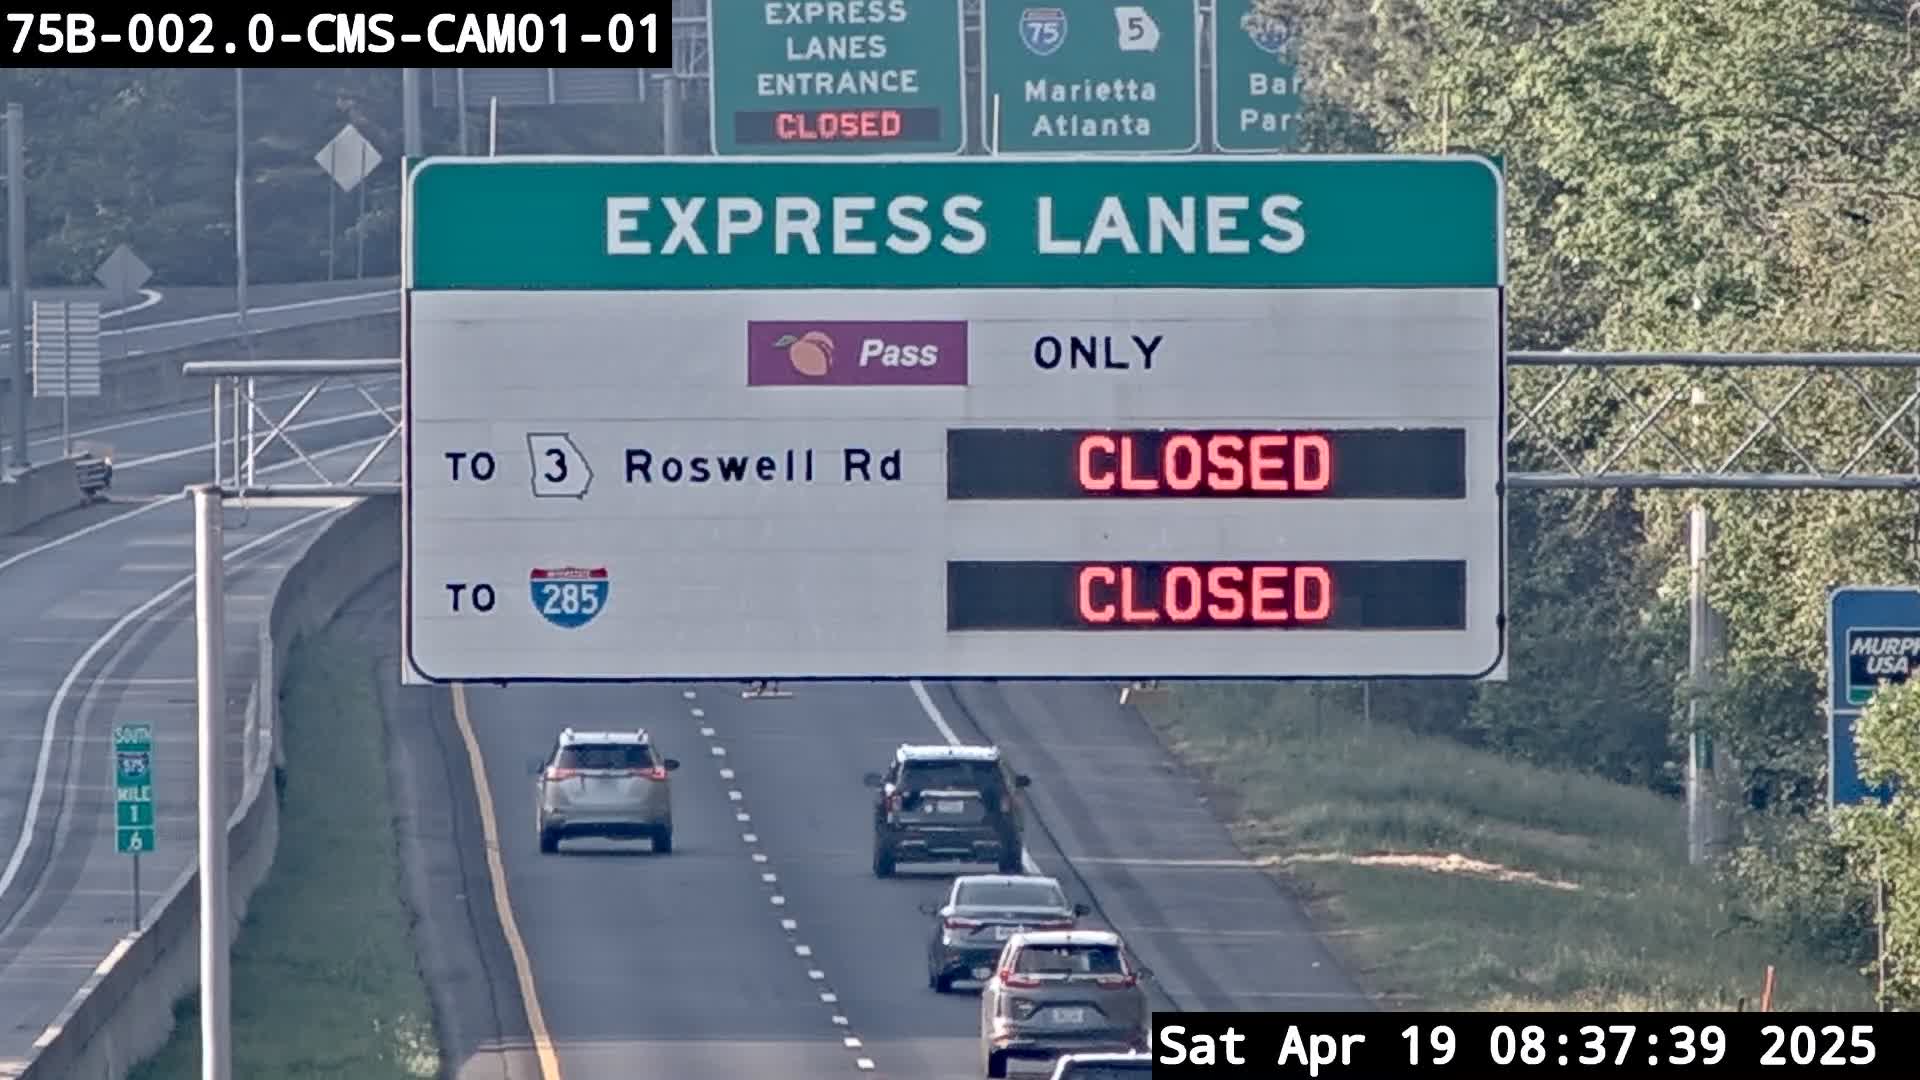 75B-002.0-CMS-CAM01-01
EXPRESS
LANES
ENTRANCE
CLOSED
75 5
Marietta
Atlanta
EXPRESS LANES
Pass ONLY
TO 3 Roswell Rd CLOSED
TO 285 CLOSED
MURPH
USA
SOUTH
575
MILE
1
.6
Sat Apr 19 08:37:39 2025